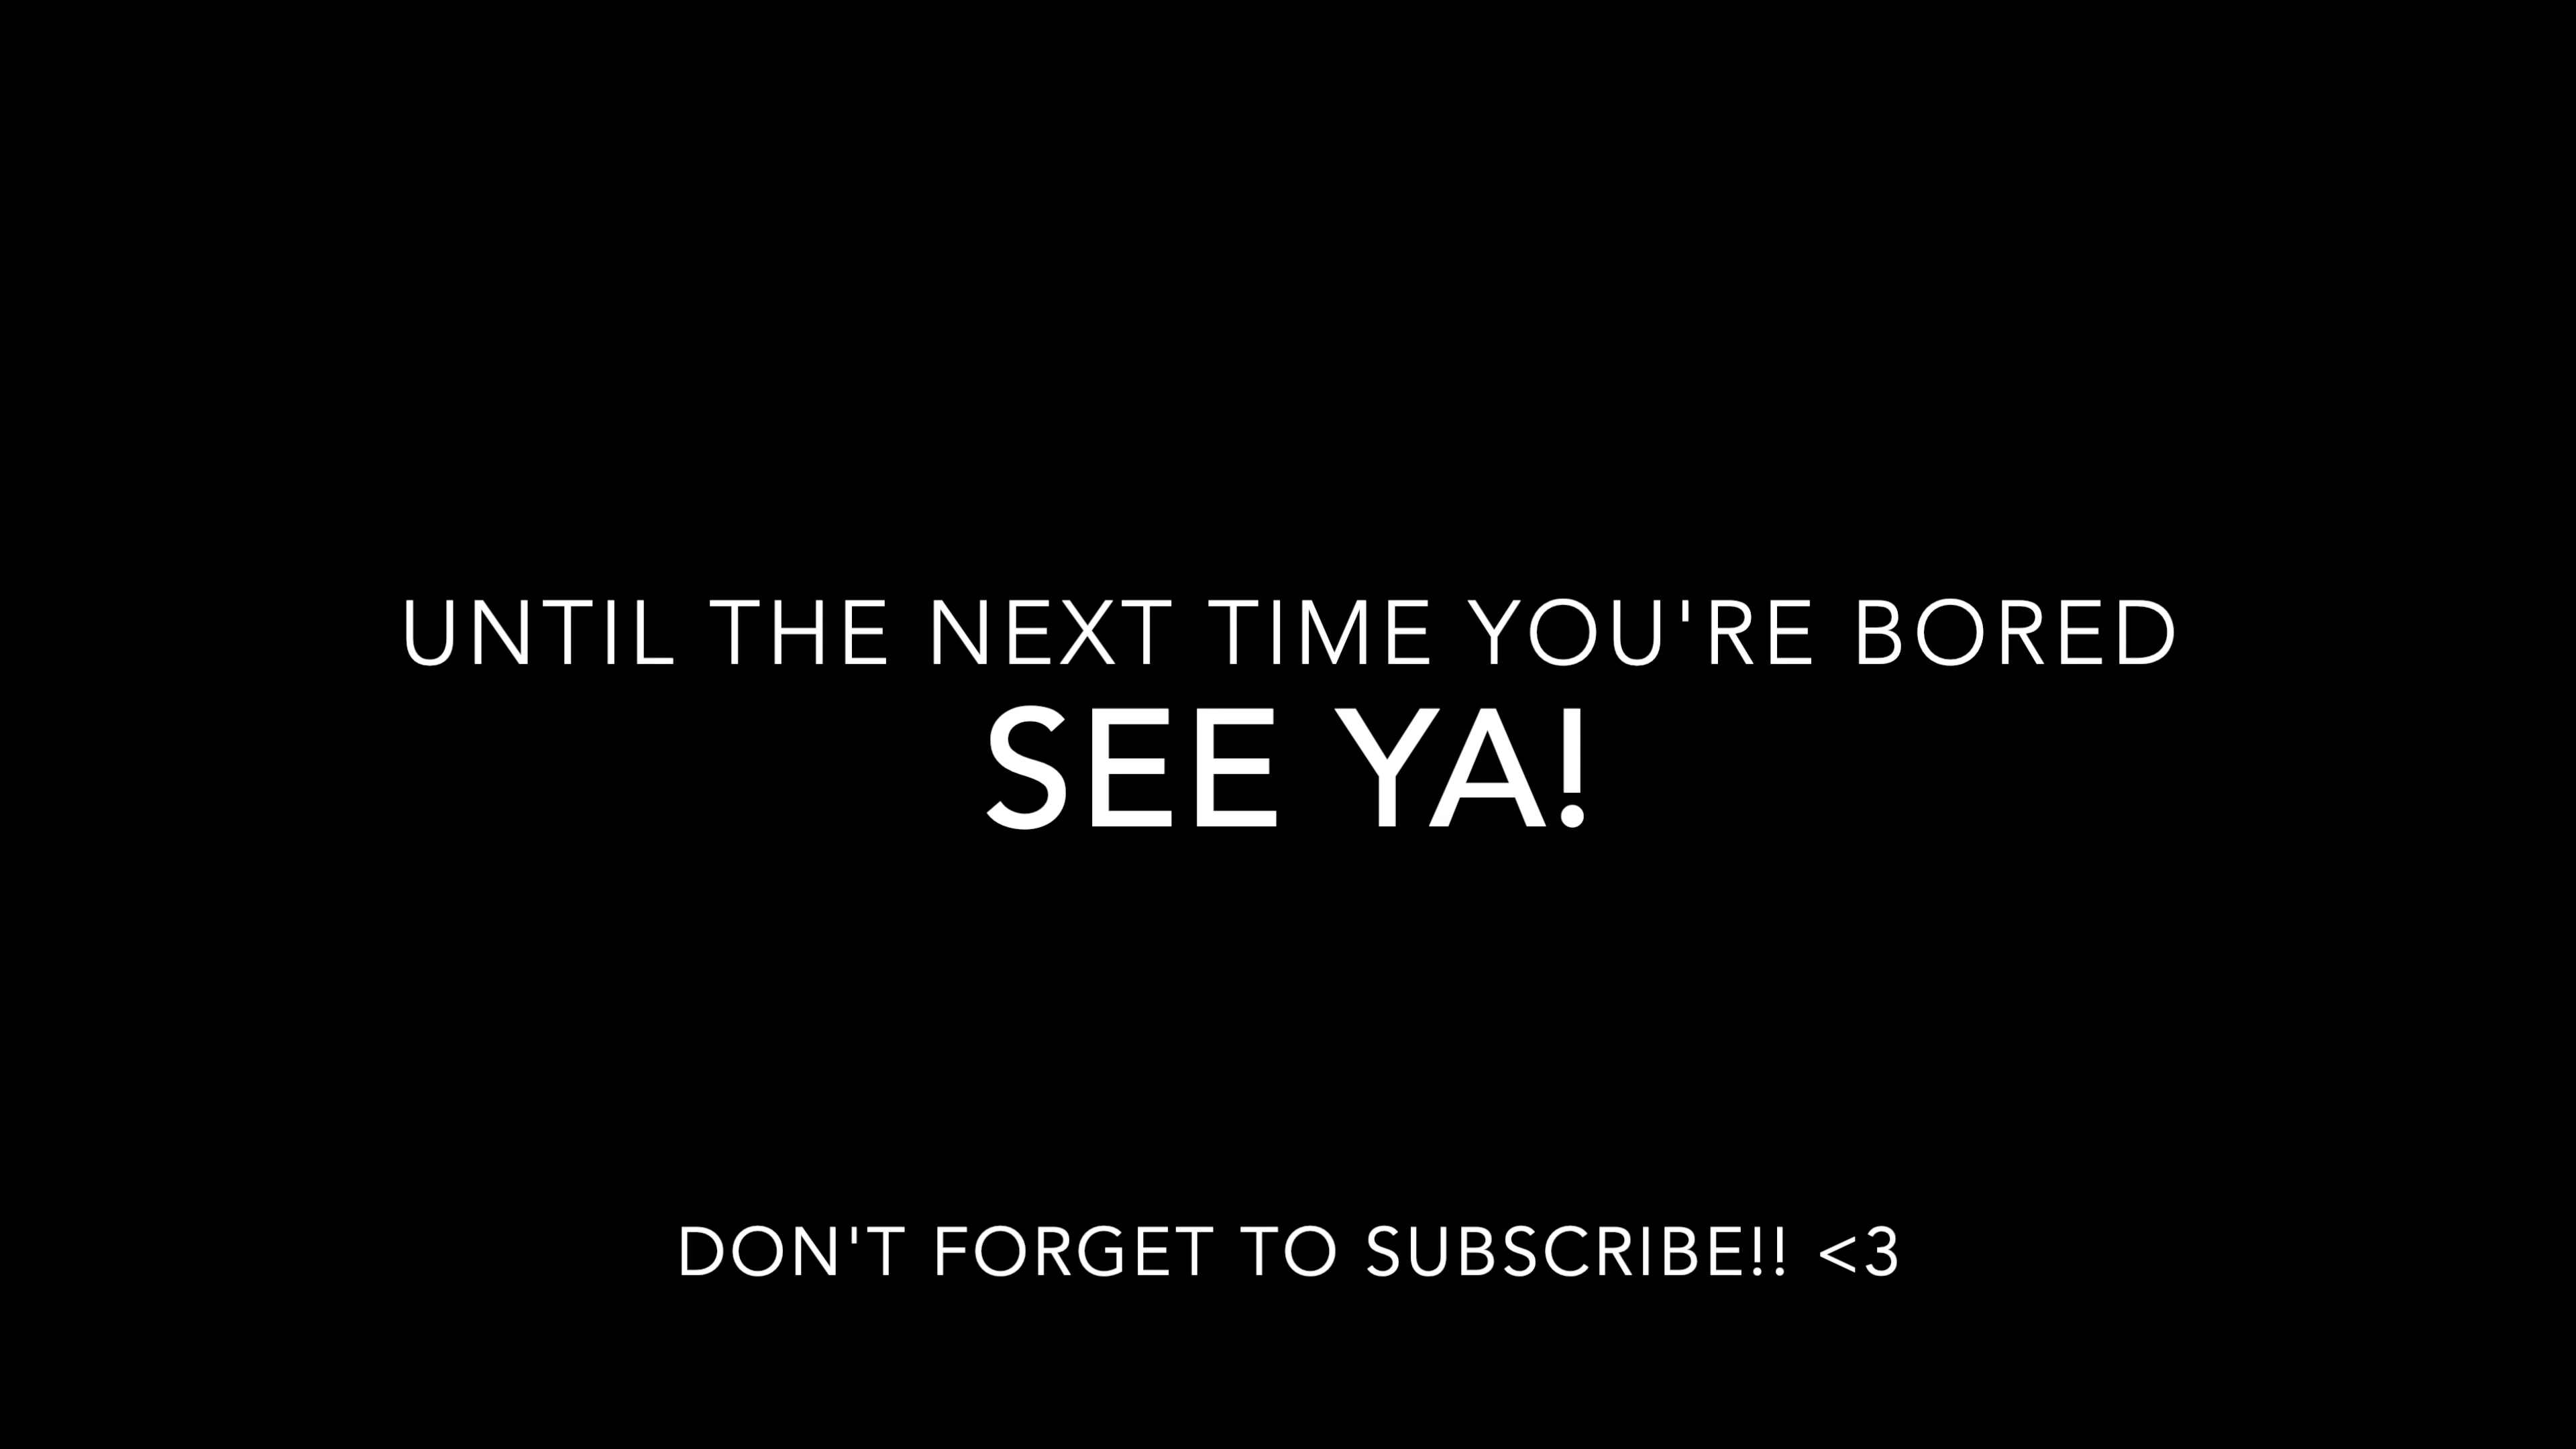 UNTIL THE NEXT TIME YOU'RE BORED
SEE YA!
DON'T FORGET TO SUBSCRIBE!! <3